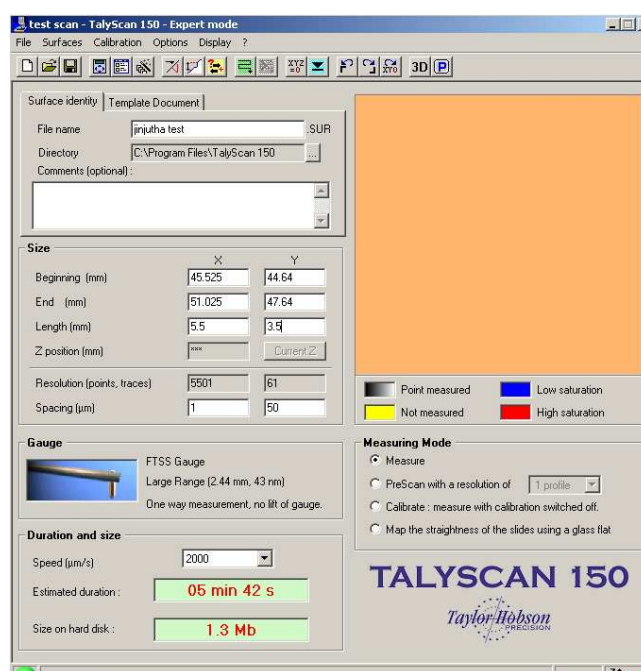 test scan - TalyScan 150 - Expert mode
File Surfaces Calibration Options Display ?
XYZ =0 XY0 3D P
Surface identity Template Document
File name jinjutha test .SUR
Directory C:\Program Files\TalyScan 150 ...
Comments (optional) :
Size
X Y
Beginning (mm) 45.525 44.64
End (mm) 51.025 47.64
Length (mm) 5.5 3.5
Z position (mm) *** Current Z
Resolution (points, traces) 5501 61
Spacing (µm) 1 50
Point measured Low saturation
Not measured High saturation
Gauge
FTSS Gauge
Large Range (2.44 mm, 43 nm)
One way measurement, no lift of gauge.
Measuring Mode
Measure
PreScan with a resolution of 1 profile
Calibrate : measure with calibration switched off.
Map the straightness of the slides using a glass flat
Duration and size
Speed (µm/s) 2000
Estimated duration : 05 min 42 s
Size on hard disk : 1.3 Mb
TALYSCAN 150
Taylor Hobson
PRECISION